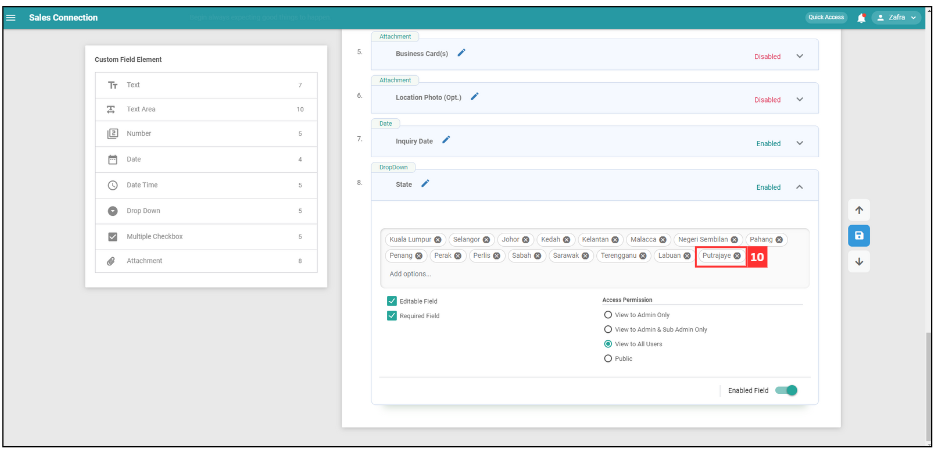 Sales Connection
Quick Access
Zafra
Custom Field Element
Text 7
Text Area 10
Number 5
Date 4
Date Time 5
Drop Down 5
Multiple Checkbox 5
Attachment 8
Attachment
5. Business Card(s) Disabled
Attachment
6. Location Photo (Opt.) Disabled
Date
7. Inquiry Date Enabled
DropDown
8. State Enabled
Kuala Lumpur Selangor Johor Kedah Kelantan Malacca Negeri Sembilan Pahang
Penang Perak Perlis Sabah Sarawak Terengganu Labuan Putrajaye 10
Add options...
Editable Field
Required Field
Access Permission
View to Admin Only
View to Admin & Sub Admin Only
View to All Users
Public
Enabled Field